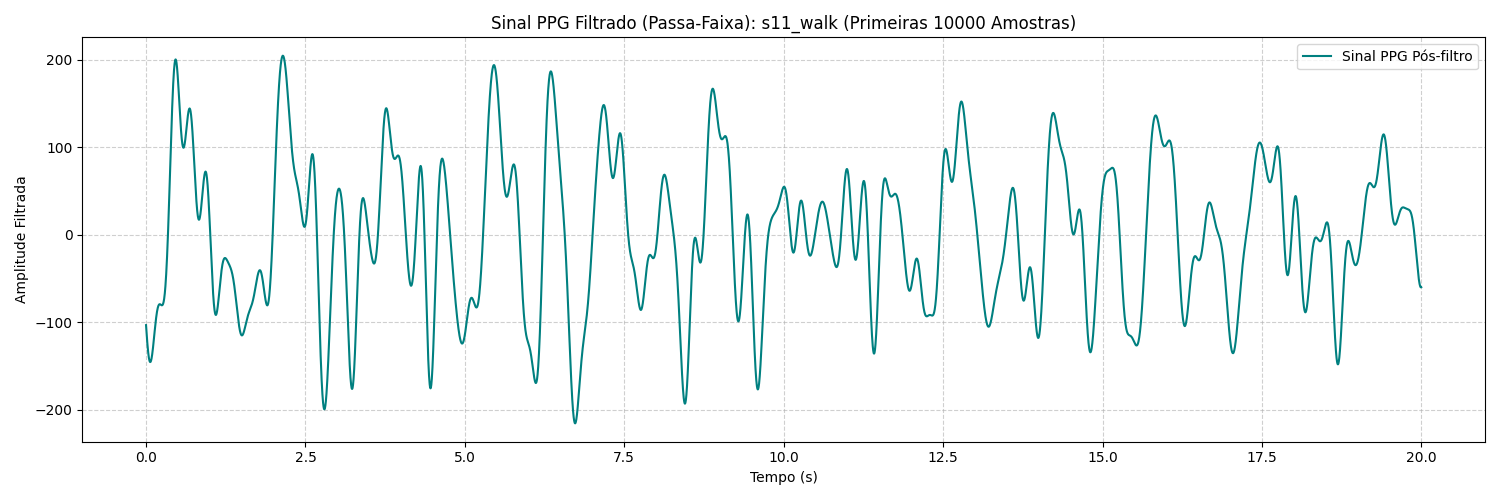 Sinal PPG Filtrado (Passa-Faixa): s11_walk (Primeiras 10000 Amostras)
Sinal PPG Pós-filtro
Amplitude Filtrada
200
100
0
−100
−200
0.0 2.5 5.0 7.5 10.0 12.5 15.0 17.5 20.0
Tempo (s)